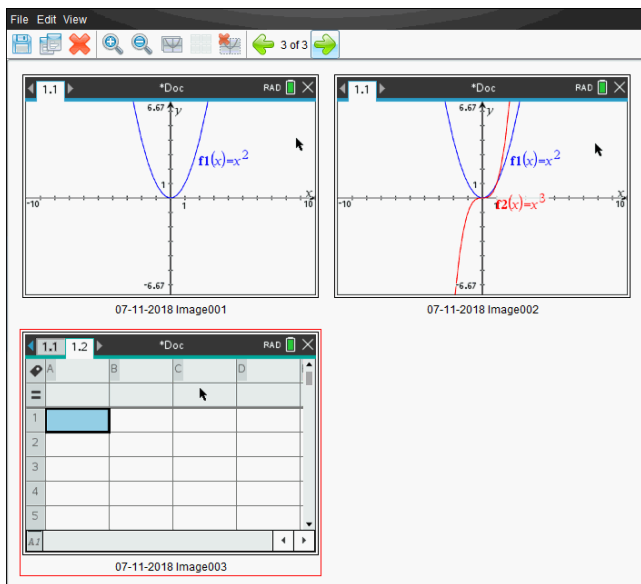 File Edit View
3 of 3
1.1 *Doc RAD
6.67 y
f1(x)=x²
1
x
-10 1 10
-6.67
07-11-2018 Image001
1.1 *Doc RAD
6.67 y
f1(x)=x²
1
x
-10 1 f2(x)=x³ 10
-6.67
07-11-2018 Image002
1.1 1.2 *Doc RAD
A B C D
=
1
2
3
4
5
A1
07-11-2018 Image003